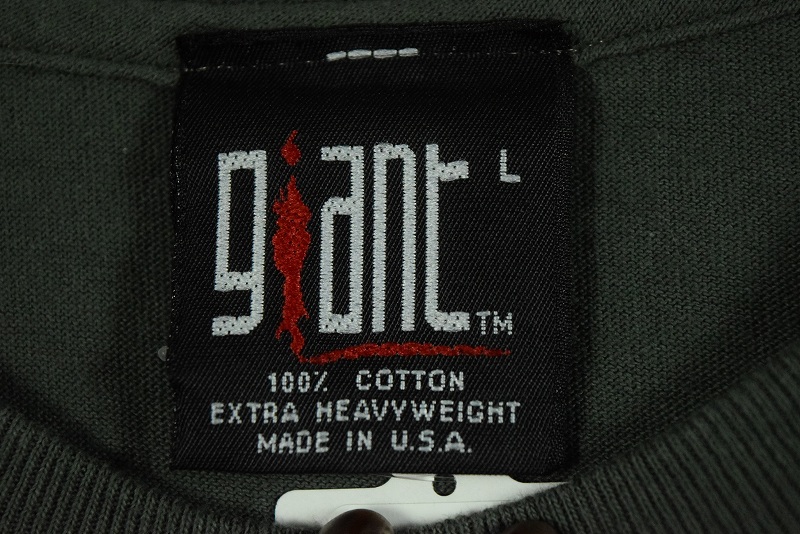 giant L
TM
100% COTTON
EXTRA HEAVYWEIGHT
MADE IN U.S.A.